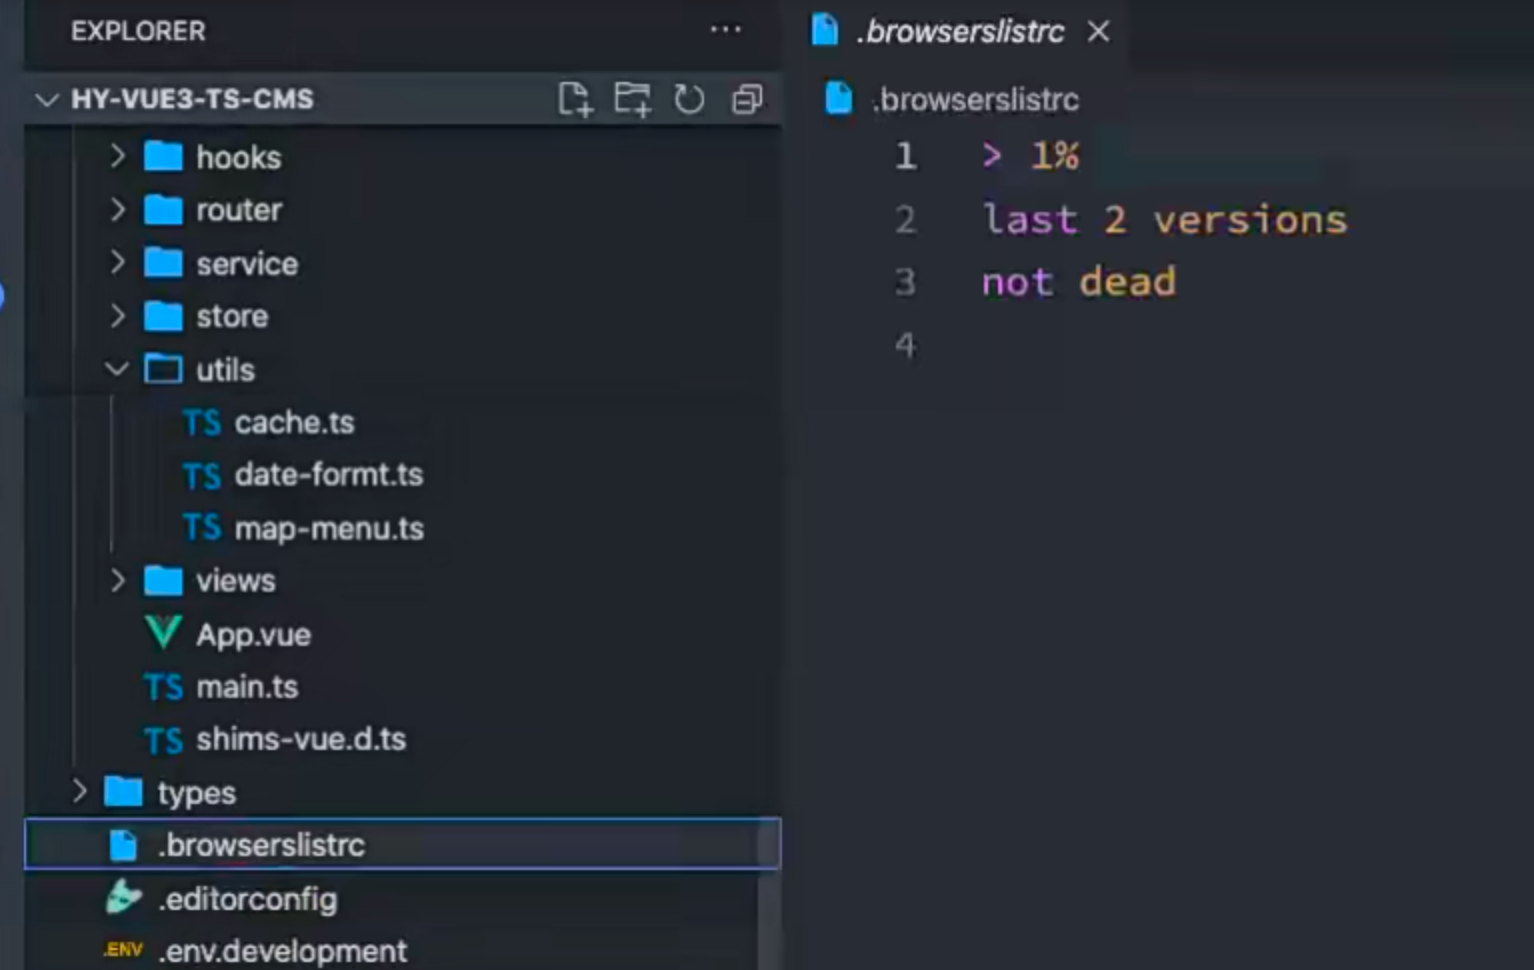 EXPLORER
HY-VUE3-TS-CMS
hooks
router
service
store
utils
TS cache.ts
TS date-formt.ts
TS map-menu.ts
views
App.vue
TS main.ts
TS shims-vue.d.ts
types
.browserslistrc
.editorconfig
.ENV .env.development
.browserslistrc
.browserslistrc
1 > 1%
2 last 2 versions
3 not dead
4